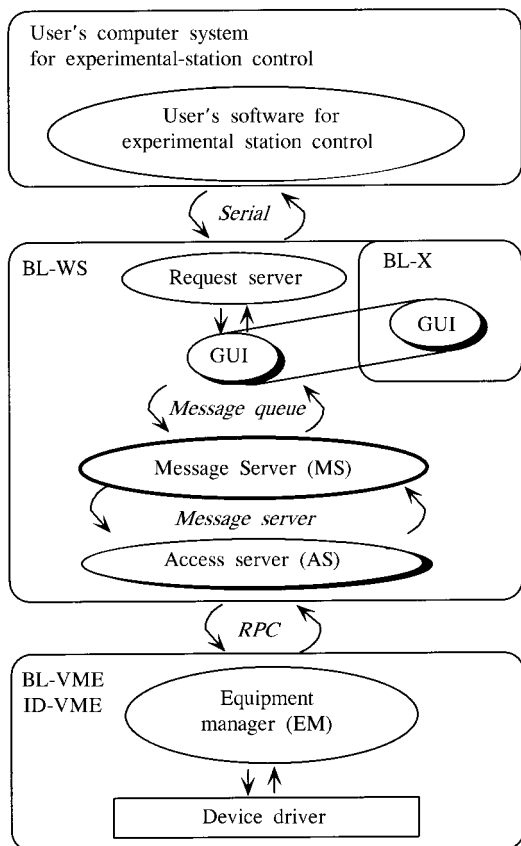 User's computer system
for experimental-station control
User's software for
experimental station control
Serial
BL-WS
BL-X
Request server
GUI
GUI
Message queue
Message Server (MS)
Message server
Access server (AS)
RPC
BL-VME
ID-VME
Equipment
manager (EM)
Device driver